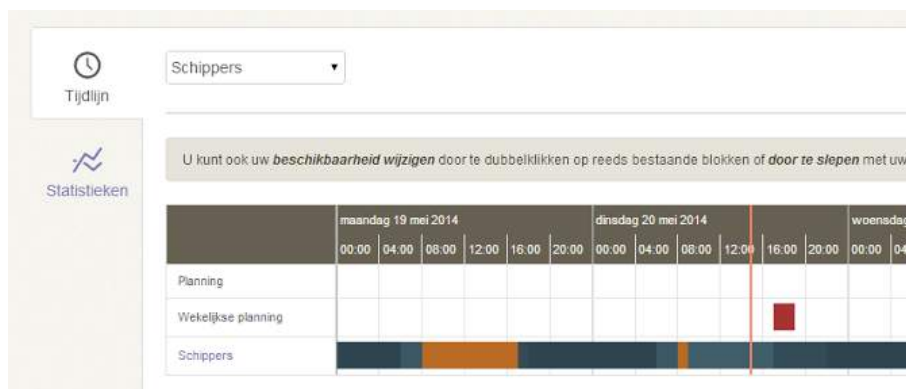 Tijdlijn
Schippers
Statistieken
U kunt ook uw beschikbaarheid wijzigen door te dubbelklikken op reeds bestaande blokken of door te slepen met uw
maandag 19 mei 2014 dinsdag 20 mei 2014 woensdag
00:00 04:00 08:00 12:00 16:00 20:00 00:00 04:00 08:00 12:00 16:00 20:00 00:00 04
Planning
Wekelijkse planning
Schippers